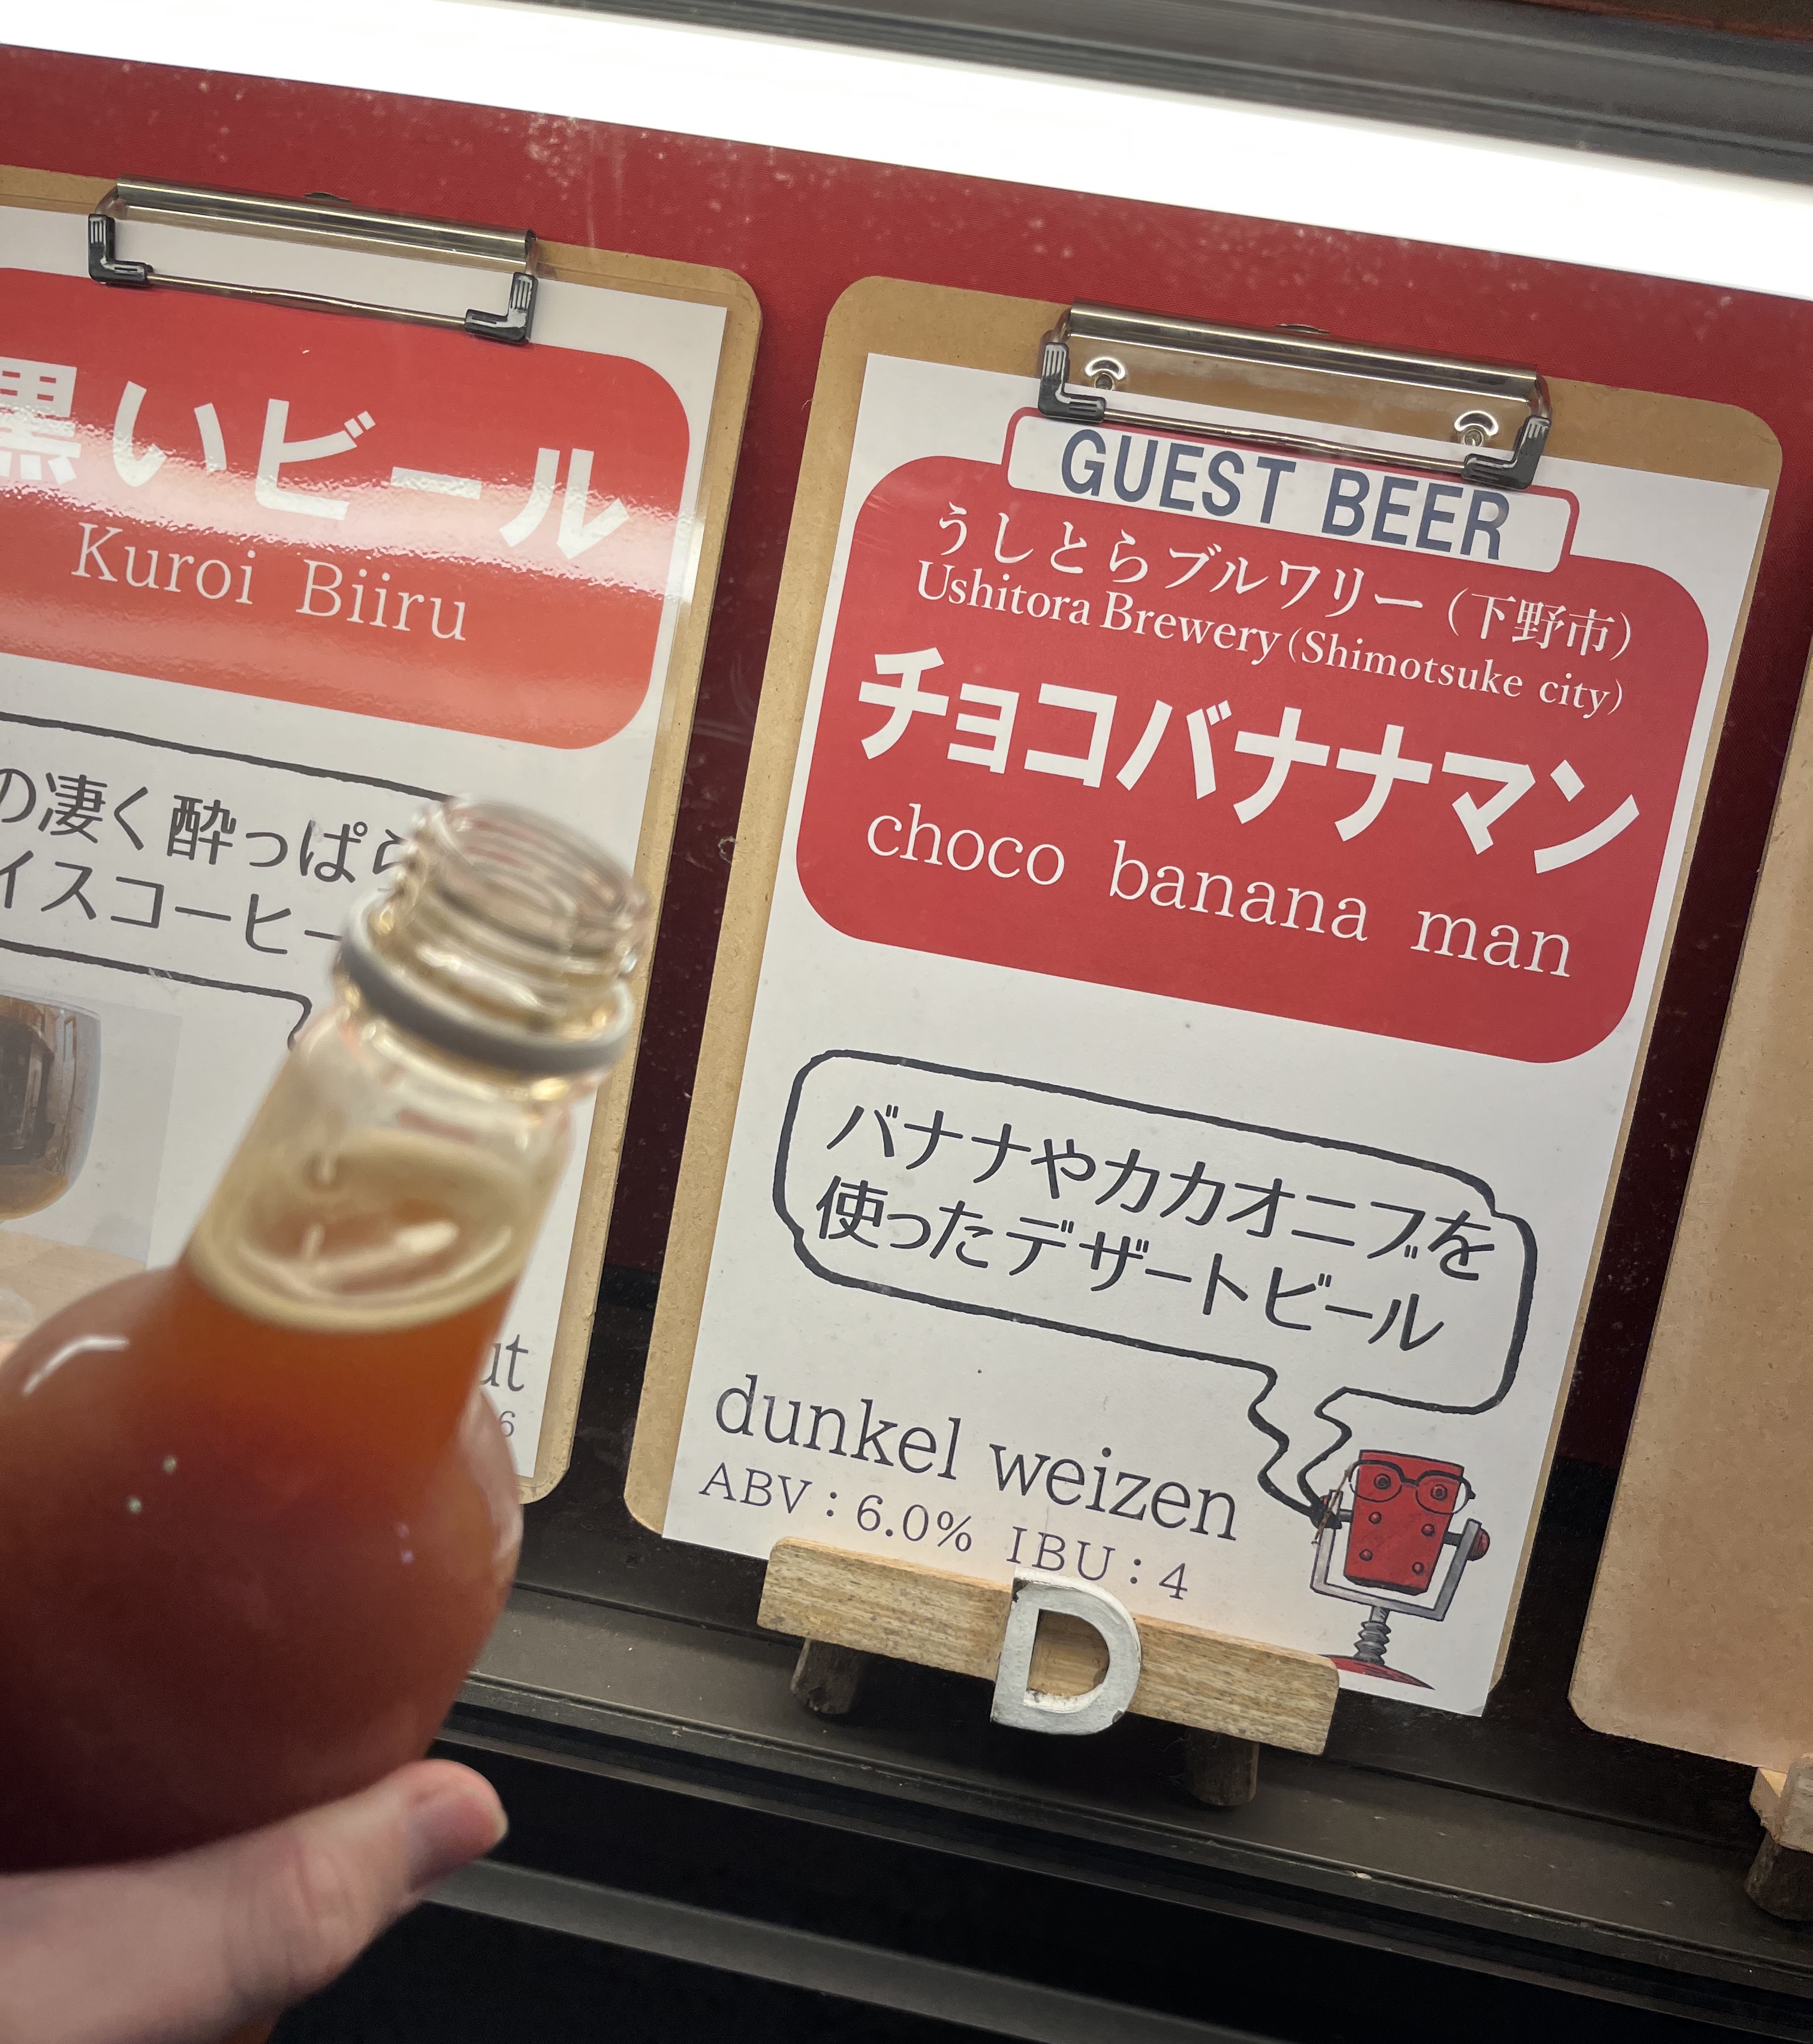 黒いビール
Kuroi Biiru
の凄く酔っぱら
イスコーヒー
GUEST BEER
うしとらブルワリー（下野市）
Ushitora Brewery (Shimotsuke city)
チョコバナナマン
choco banana man
バナナやカカオニブを
使ったデザートビール
dunkel weizen
ABV : 6.0% IBU : 4
D